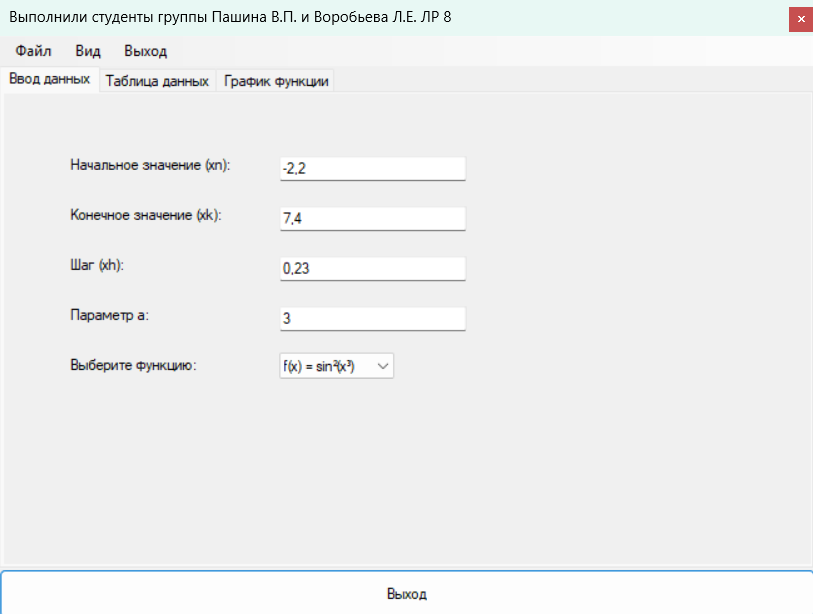 Выполнили студенты группы Пашина В.П. и Воробьева Л.Е. ЛР 8
Файл Вид Выход
Ввод данных Таблица данных График функции
Начальное значение (xn): -2,2
Конечное значение (xk): 7,4
Шаг (xh): 0,23
Параметр a: 3
Выберите функцию: f(x) = sin²(x³)
Выход